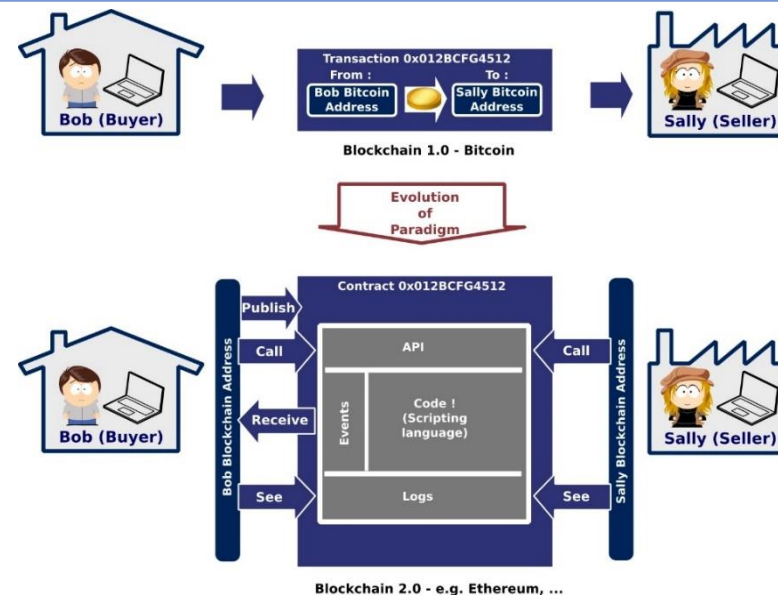 Transaction 0x012BCFG4512
From :
To :
Bob Bitcoin
Address
Sally Bitcoin
Address
Bob (Buyer)
Sally (Seller)
Blockchain 1.0 - Bitcoin
Evolution
of
Paradigm
Contract 0x012BCFG4512
Publish
Call
API
Call
Bob Blockchain Address
Receive
Events
Code !
(Scripting
language)
Sally Blockchain Address
Bob (Buyer)
Sally (Seller)
See
Logs
See
Blockchain 2.0 - e.g. Ethereum, ...